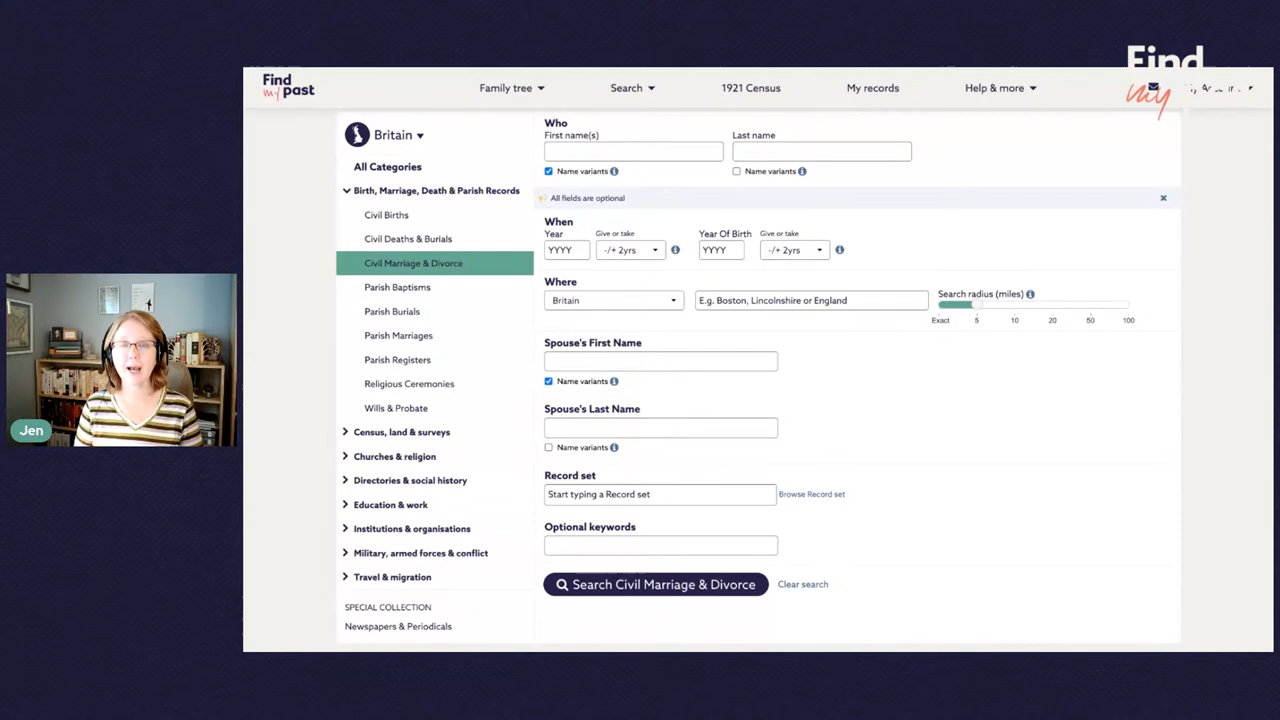 Find
my
Find
my past
Family tree
Search
1921 Census
My records
Help & more
Britain
All Categories
Birth, Marriage, Death & Parish Records
Civil Births
Civil Deaths & Burials
Civil Marriage & Divorce
Parish Baptisms
Parish Burials
Parish Marriages
Parish Registers
Religious Ceremonies
Wills & Probate
Census, land & surveys
Churches & religion
Directories & social history
Education & work
Institutions & organisations
Military, armed forces & conflict
Travel & migration
SPECIAL COLLECTION
Newspapers & Periodicals
Who
First name(s) Last name
Name variants Name variants
All fields are optional
When
Year Give or take Year Of Birth Give or take
YYYY -/+ 2yrs YYYY -/+ 2yrs
Where
Britain E.g. Boston, Lincolnshire or England
Search radius (miles)
Exact 5 10 20 50 100
Spouse's First Name
Name variants
Spouse's Last Name
Name variants
Record set
Start typing a Record set Browse Record set
Optional keywords
Search Civil Marriage & Divorce Clear search
Jen